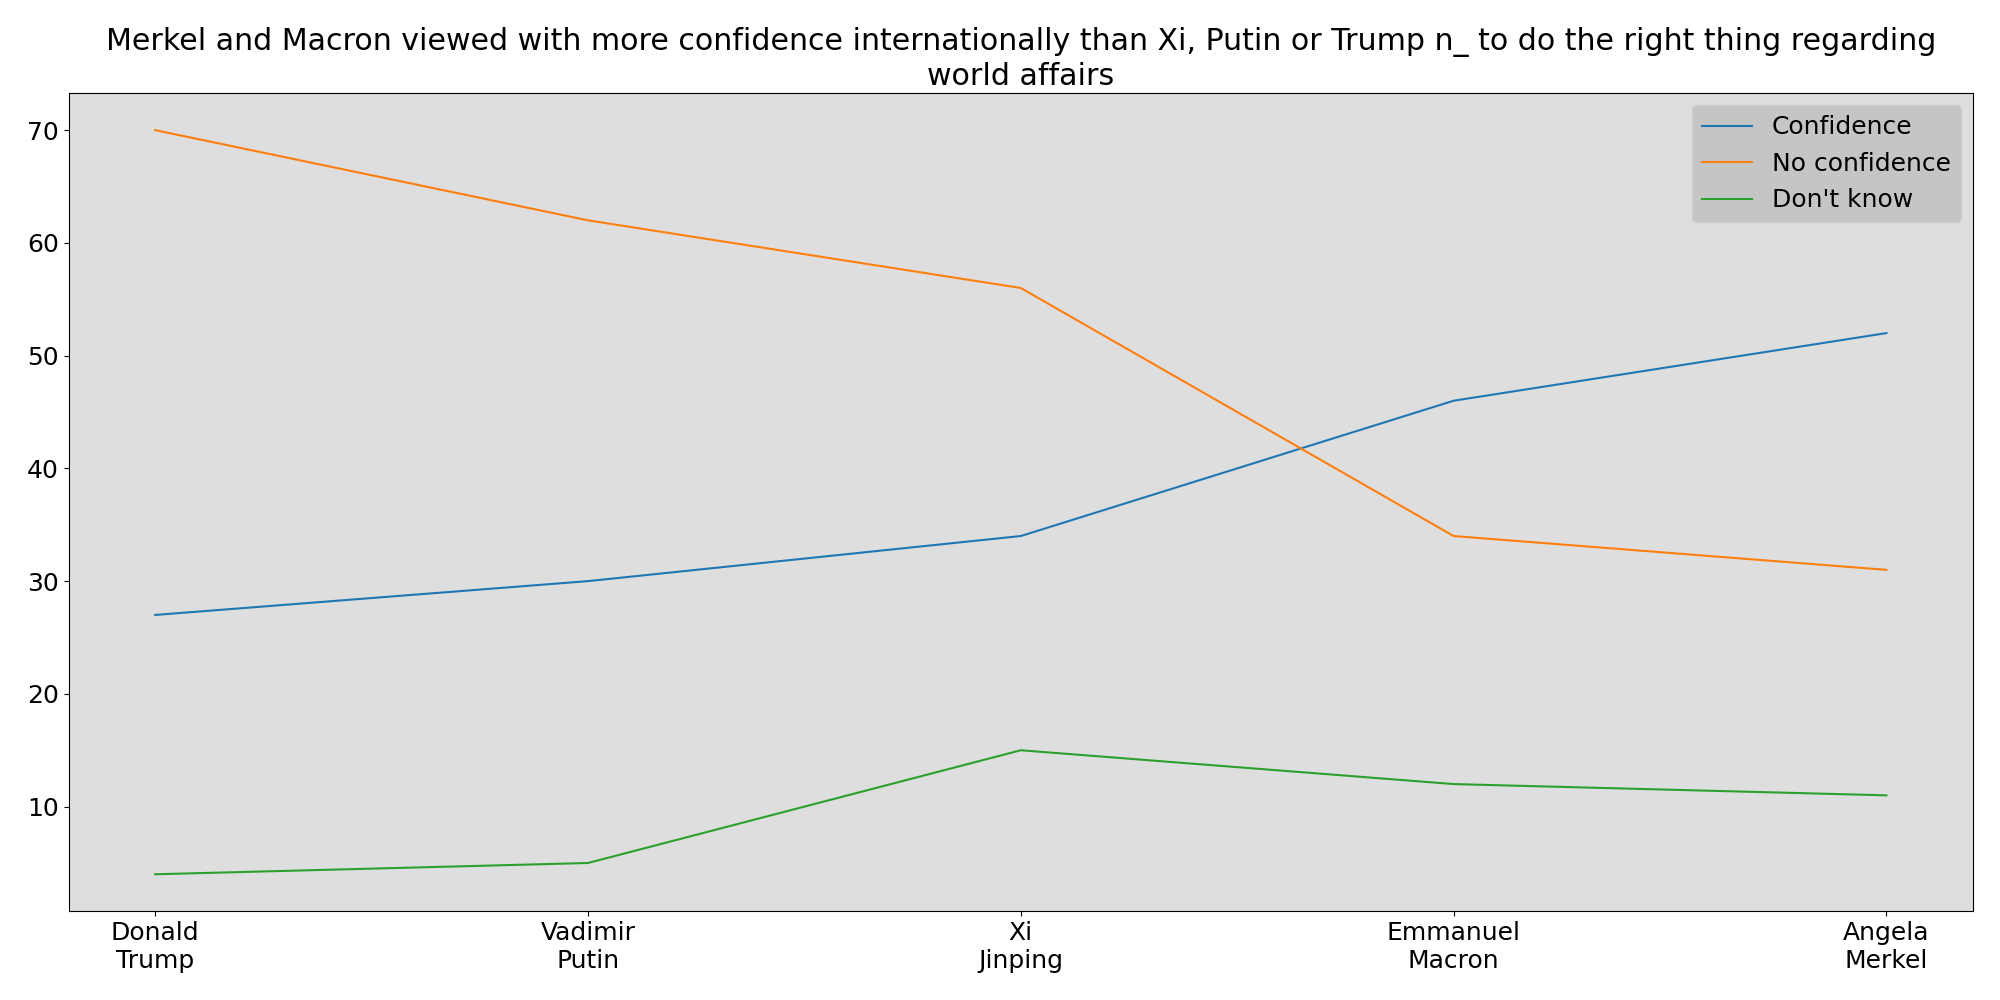 Merkel and Macron viewed with more confidence internationally than Xi, Putin or Trump n_ to do the right thing regarding
world affairs
Confidence
No confidence
Don't know
70
60
50
40
30
20
10
Donald
Trump
Vadimir
Putin
Xi
Jinping
Emmanuel
Macron
Angela
Merkel